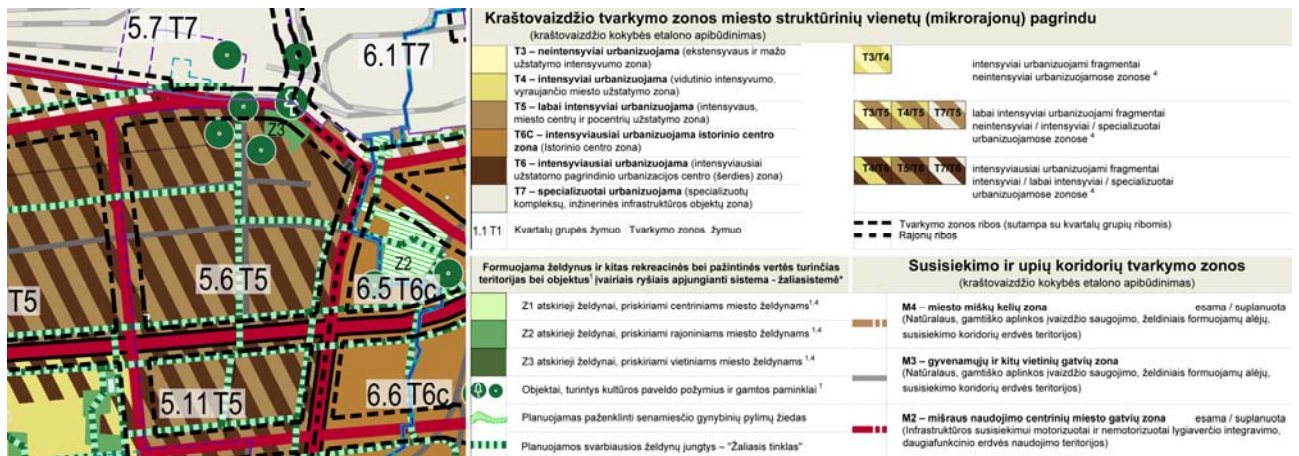 5.7 T7
6.1 T7
Z3
5.6 T5
T5
Z2
6.5 T6c
5.11 T5
6.6 T6c
Kraštovaizdžio tvarkymo zonos miesto struktūrinių vienetų (mikrorajonų) pagrindu
(kraštovaizdžio kokybės etalono apibūdinimas)
T3 – neintensyviai urbanizuojama (ekstensyvaus ir mažo
užstatymo intensyvumo zona)
T4 – intensyviai urbanizuojama (vidutinio intensyvumo,
vyraujančio miesto užstatymo zona)
T5 – labai intensyviai urbanizuojama (intensyvaus,
miesto centrų ir pocentrių užstatymo zona)
T6C – intensyviausiai urbanizuojama istorinio centro
zona (Istorinio centro zona)
T6 – intensyviausiai urbanizuojama (intensyviausiai
užstatomo pagrindinio urbanizacijos centro (šerdies) zona)
T7 – specializuotai urbanizuojama (specializuotų
kompleksų, inžinerinės infrastruktūros objektų zona)
1.1 T1 Kvartalų grupės žymuo Tvarkymo zonos žymuo
T3/T4
intensyviai urbanizuojami fragmentai
neintensyviai urbanizuojamose zonose 4
T3/T5 T4/T5 T7/T5
labai intensyviai urbanizuojami fragmentai
neintensyviai / intensyviai / specializuotai
urbanizuojamose zonose 4
T4/T6 T5/T6 T7/T6
intensyviausiai urbanizuojami fragmentai
intensyviai / labai intensyviai / specializuotai
urbanizuojamose zonose 4
Tvarkymo zonos ribos (sutampa su kvartalų grupių ribomis)
Rajonų ribos
Formuojama želdynus ir kitas rekreacinės bei pažintinės vertės turinčias
teritorijas bei objektus1 įvairiais ryšiais apjungianti sistema - žaliasistemė*
Z1 atskirieji želdynai, priskiriami centriniams miesto želdynams1,4
Z2 atskirieji želdynai, priskiriami rajoniniams miesto želdynams 1,4
Z3 atskirieji želdynai, priskiriami vietiniams miesto želdynams 1,4
Objektai, turintys kultūros paveldo požymius ir gamtos paminklai 1
Planuojamas paženklinti senamiesčio gynybinių pylimų žiedas
Planuojamos svarbiausios želdynų jungtys – "Žaliasis tinklas"
Susisiekimo ir upių koridorių tvarkymo zonos
(kraštovaizdžio kokybės etalono apibūdinimas)
M4 – miesto miškų kelių zona esama / suplanuota
(Natūralaus, gamtiško aplinkos įvaizdžio saugojimo, želdiniais formuojamų alėjų,
susisiekimo koridorių erdvės teritorijos)
M3 – gyvenamųjų ir kitų vietinių gatvių zona
(Natūralaus, gamtiško aplinkos įvaizdžio saugojimo, želdiniais formuojamų alėjų,
susisiekimo koridorių erdvės teritorijos)
M2 – mišraus naudojimo centrinių miesto gatvių zona esama / suplanuota
(Infrastruktūros susisiekimui motorizuotai ir nemotorizuotai lygiaverčio integravimo,
daugiafunkcinio erdvės naudojimo teritorijos)